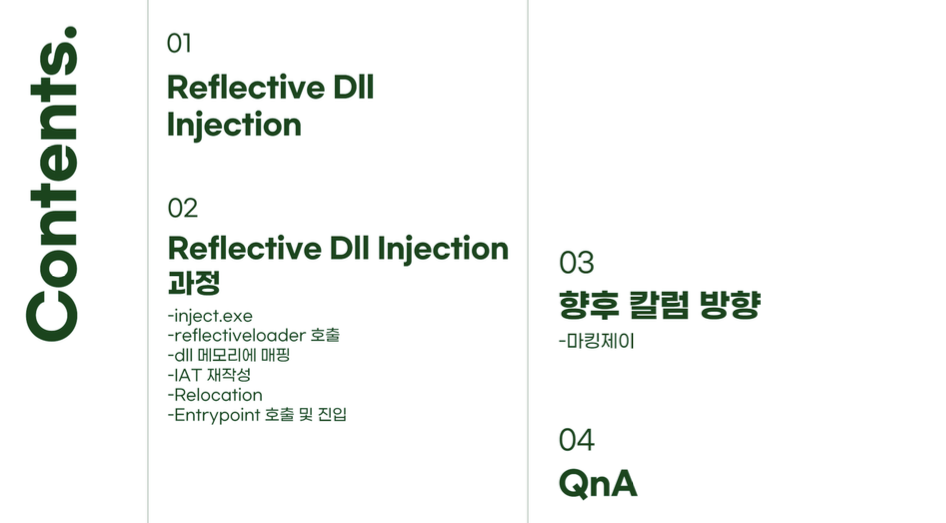 Contents.
01
Reflective Dll
Injection
02
Reflective Dll Injection
과정
-inject.exe
-reflectiveloader 호출
-dll 메모리에 매핑
-IAT 재작성
-Relocation
-Entrypoint 호출 및 진입
03
향후 칼럼 방향
-마킹제이
04
QnA